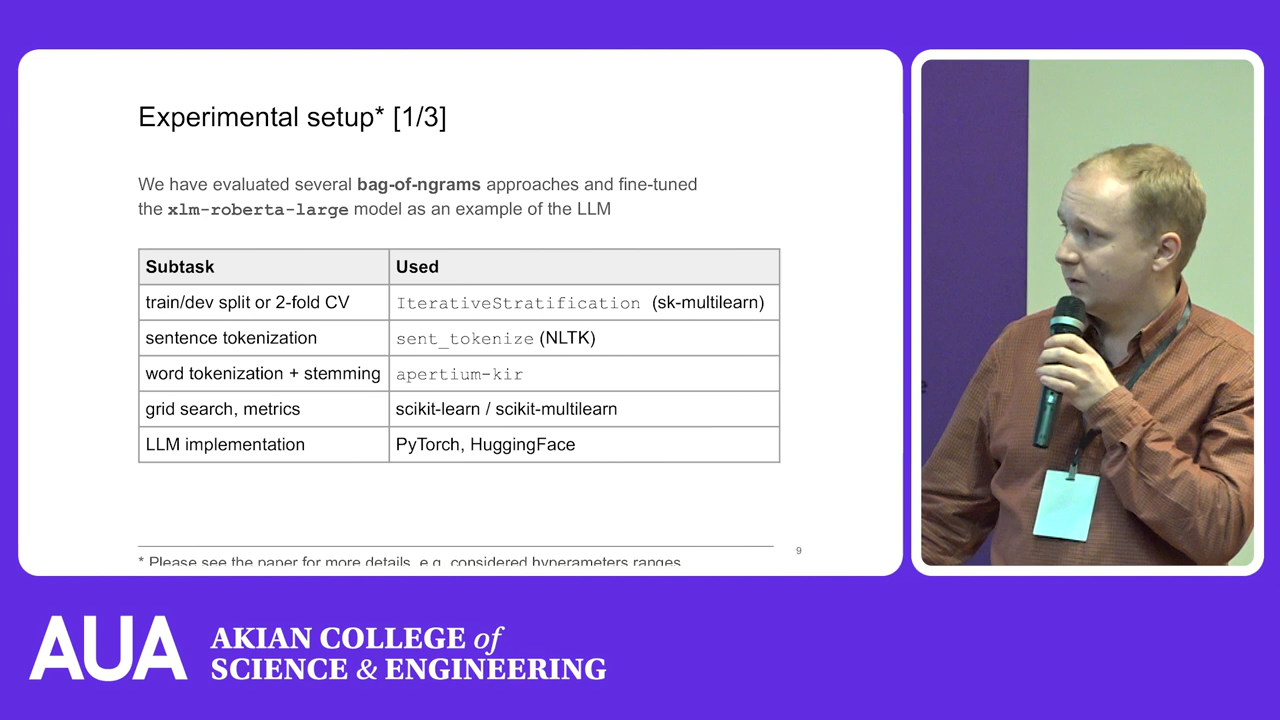 Experimental setup* [1/3]
We have evaluated several bag-of-ngrams approaches and fine-tuned
the xlm-roberta-large model as an example of the LLM
Subtask Used
train/dev split or 2-fold CV IterativeStratification (sk-multilearn)
sentence tokenization sent_tokenize (NLTK)
word tokenization + stemming apertium-kir
grid search, metrics scikit-learn / scikit-multilearn
LLM implementation PyTorch, HuggingFace
* Please see the paper for more details, e.g. considered hyperameters ranges
9
AUA AKIAN COLLEGE of
SCIENCE & ENGINEERING